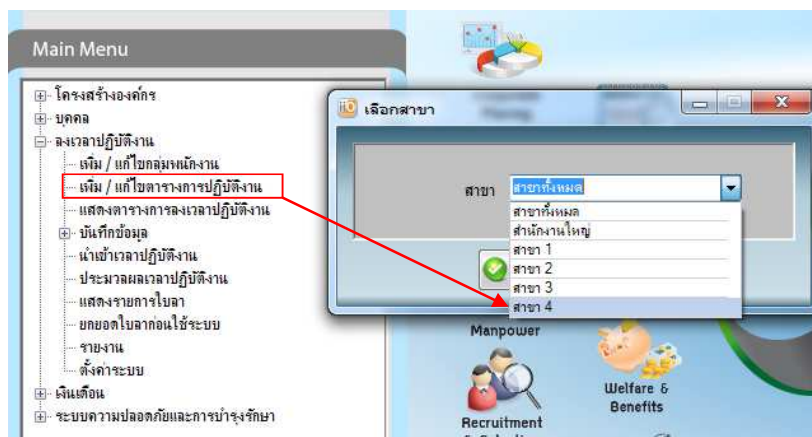 Main Menu
โครงสร้างองค์กร
บุคคล
ลงเวลาปฏิบัติงาน
เพิ่ม / แก้ไขกลุ่มพนักงาน
เพิ่ม / แก้ไขตารางการปฏิบัติงาน
แสดงตารางการลงเวลาปฏิบัติงาน
บันทึกข้อมูล
นำเข้าเวลาปฏิบัติงาน
ประมวลผลเวลาปฏิบัติงาน
แสดงรายการใบลา
ยกยอดใบลาก่อนใช้ระบบ
รายงาน
ตั้งค่าระบบ
เงินเดือน
ระบบความปลอดภัยและการบำรุงรักษา
เลือกสาขา
สาขา
สาขาทั้งหมด
สาขาทั้งหมด
สำนักงานใหญ่
สาขา 1
สาขา 2
สาขา 3
สาขา 4
Manpower
Welfare &
Benefits
Recruitment